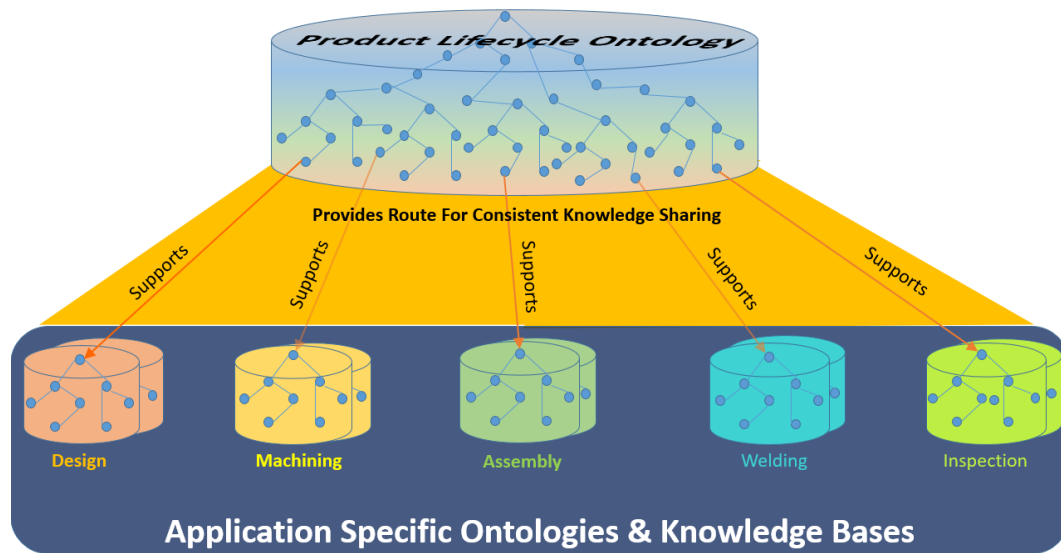 Product Lifecycle Ontology
Provides Route For Consistent Knowledge Sharing
Supports
Supports
Supports
Supports
Supports
Design
Machining
Assembly
Welding
Inspection
Application Specific Ontologies & Knowledge Bases